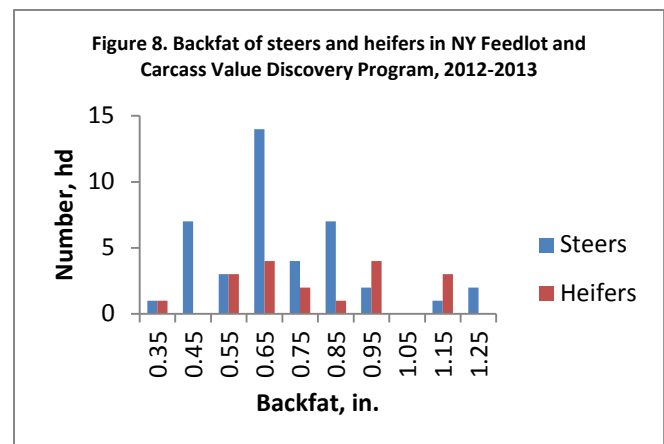 Figure 8. Backfat of steers and heifers in NY Feedlot and
Carcass Value Discovery Program, 2012-2013
Number, hd
15
10
5
0
Steers
Heifers
0.35 0.45 0.55 0.65 0.75 0.85 0.95 1.05 1.15 1.25
Backfat, in.